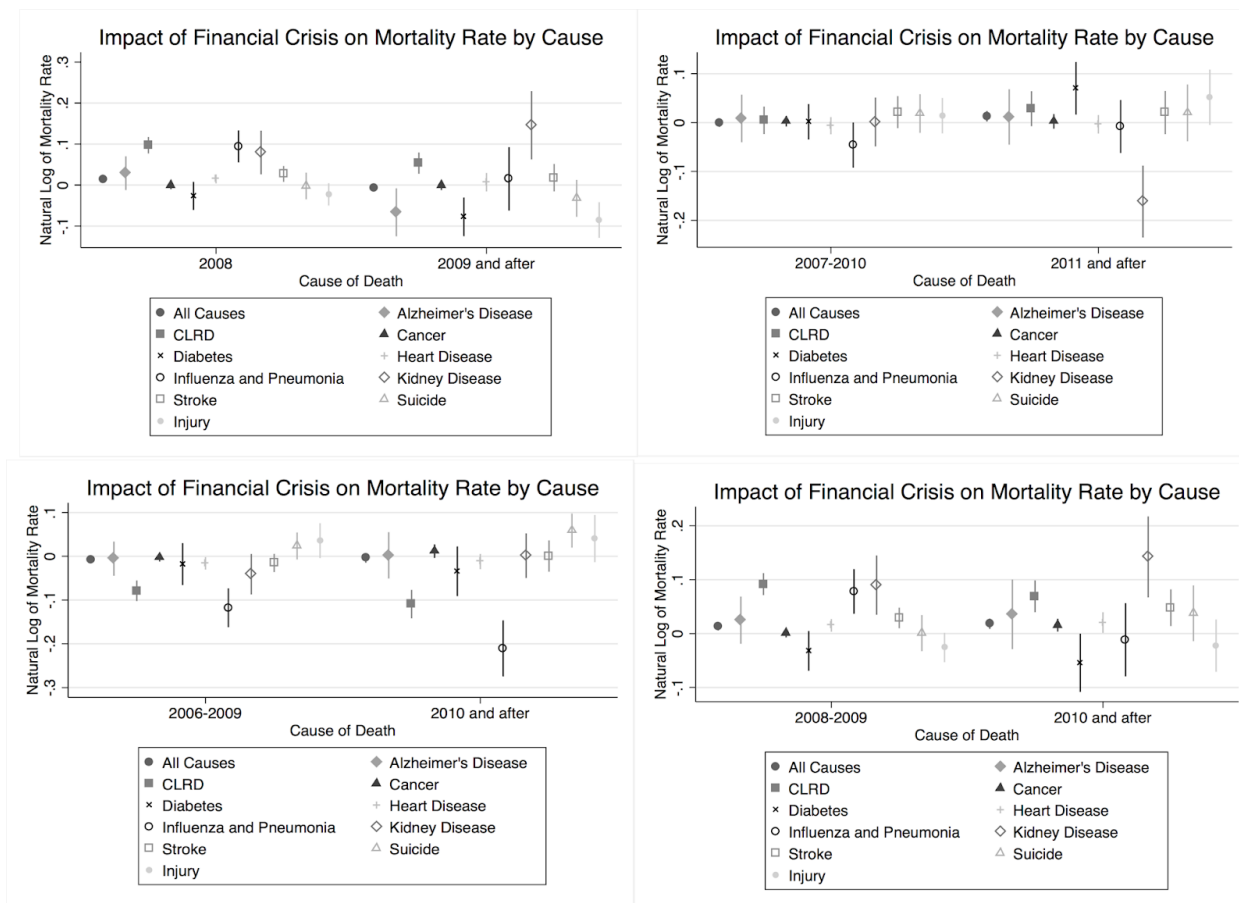 Impact of Financial Crisis on Mortality Rate by Cause
Natural Log of Mortality Rate
.3
.2
.1
0
-.1
2008
2009 and after
Cause of Death
All Causes
Alzheimer's Disease
CLRD
Cancer
Diabetes
Heart Disease
Influenza and Pneumonia
Kidney Disease
Stroke
Suicide
Injury
Impact of Financial Crisis on Mortality Rate by Cause
Natural Log of Mortality Rate
.1
0
-.1
-.2
2007-2010
2011 and after
Cause of Death
All Causes
Alzheimer's Disease
CLRD
Cancer
Diabetes
Heart Disease
Influenza and Pneumonia
Kidney Disease
Stroke
Suicide
Injury
Impact of Financial Crisis on Mortality Rate by Cause
Natural Log of Mortality Rate
.1
0
-.1
-.2
-.3
2006-2009
2010 and after
Cause of Death
All Causes
Alzheimer's Disease
CLRD
Cancer
Diabetes
Heart Disease
Influenza and Pneumonia
Kidney Disease
Stroke
Suicide
Injury
Impact of Financial Crisis on Mortality Rate by Cause
Natural Log of Mortality Rate
.2
.1
0
-.1
2008-2009
2010 and after
Cause of Death
All Causes
Alzheimer's Disease
CLRD
Cancer
Diabetes
Heart Disease
Influenza and Pneumonia
Kidney Disease
Stroke
Suicide
Injury